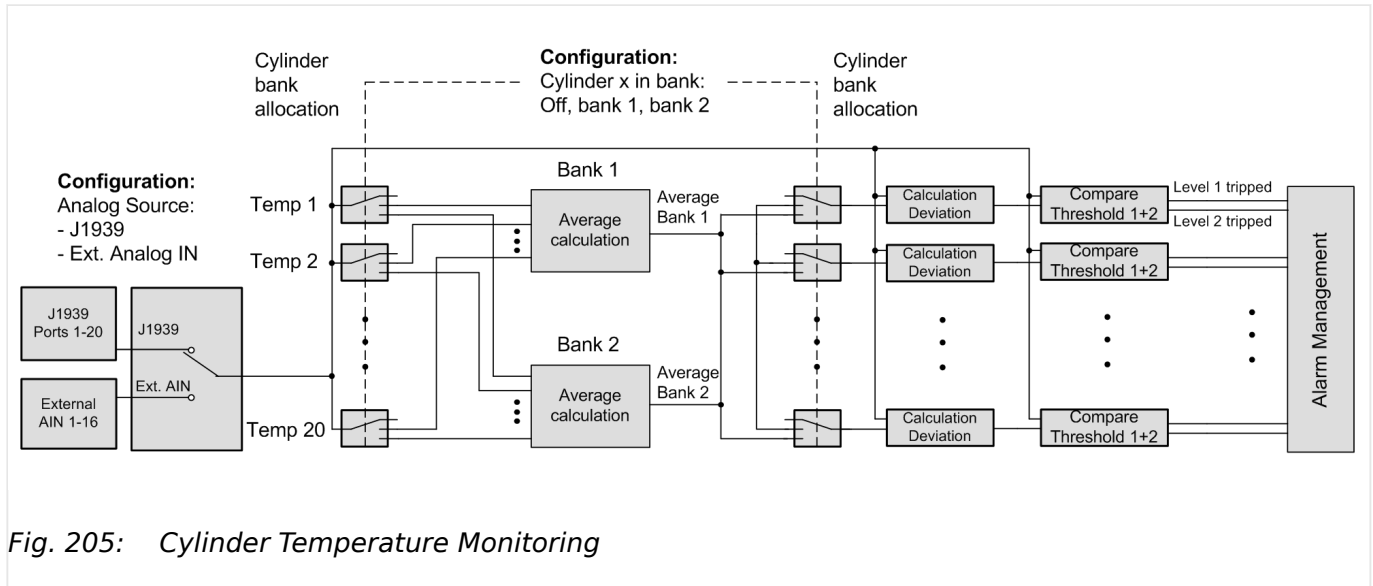 Cylinder
bank
allocation
Configuration:
Cylinder x in bank:
Off, bank 1, bank 2
Cylinder
bank
allocation
Configuration:
Analog Source:
- J1939
- Ext. Analog IN
J1939
Ports 1-20
External
AIN 1-16
J1939
Ext. AIN
Temp 1
Temp 2
Temp 20
Bank 1
Average
calculation
Average
Bank 1
Bank 2
Average
calculation
Average
Bank 2
Calculation
Deviation
Compare
Threshold 1+2
Level 1 tripped
Level 2 tripped
Calculation
Deviation
Compare
Threshold 1+2
Calculation
Deviation
Compare
Threshold 1+2
Alarm Management
Fig. 205: Cylinder Temperature Monitoring